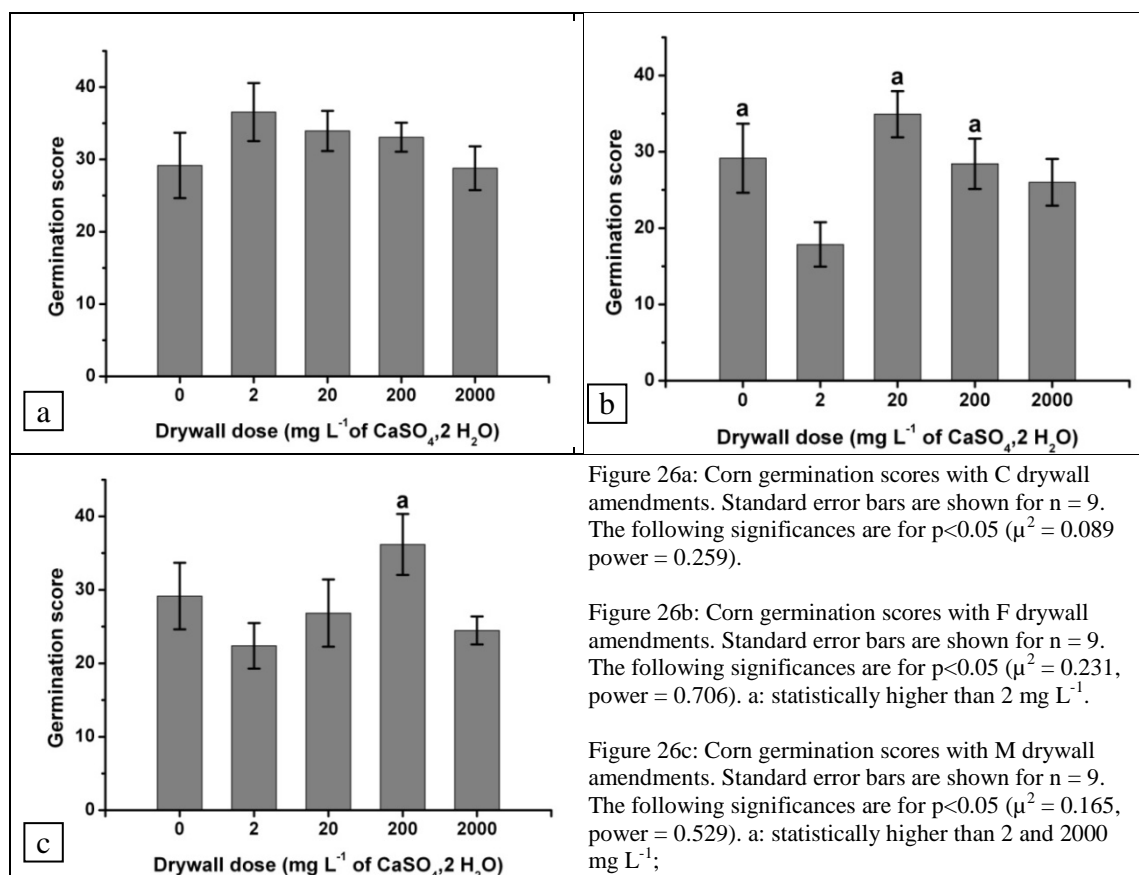 40
30
20
10
0
Germination score
0 2 20 200 2000
Drywall dose (mg L⁻¹of CaSO₄,2 H₂O)
a
40
30
20
10
0
Germination score
a a a
0 2 20 200 2000
Drywall dose (mg L⁻¹ of CaSO₄,2 H₂O)
b
40
30
20
10
0
Germination score
a
0 2 20 200 2000
Drywall dose (mg L⁻¹ of CaSO₄,2 H₂O)
c
Figure 26a: Corn germination scores with C drywall
amendments. Standard error bars are shown for n = 9.
The following significances are for p<0.05 (µ² = 0.089
power = 0.259).
Figure 26b: Corn germination scores with F drywall
amendments. Standard error bars are shown for n = 9.
The following significances are for p<0.05 (µ² = 0.231,
power = 0.706). a: statistically higher than 2 mg L⁻¹.
Figure 26c: Corn germination scores with M drywall
amendments. Standard error bars are shown for n = 9.
The following significances are for p<0.05 (µ² = 0.165,
power = 0.529). a: statistically higher than 2 and 2000
mg L⁻¹;